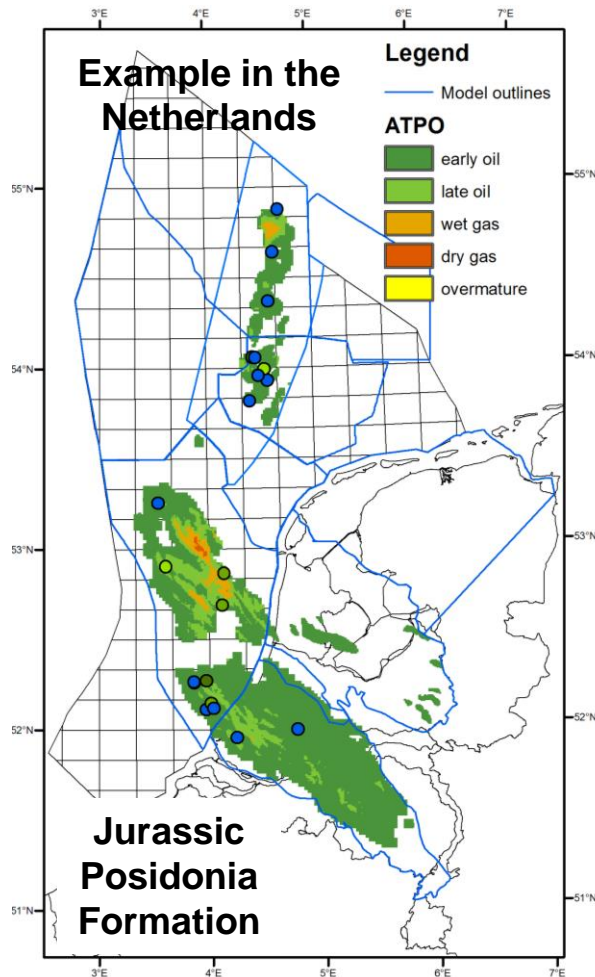 3°E
4°E
5°E
6°E
7°E
Example in the
Netherlands
Legend
Model outlines
ATPO
early oil
late oil
wet gas
dry gas
overmature
55°N
55°N
54°N
54°N
53°N
53°N
52°N
52°N
51°N
51°N
Jurassic
Posidonia
Formation
3°E
4°E
5°E
6°E
7°E